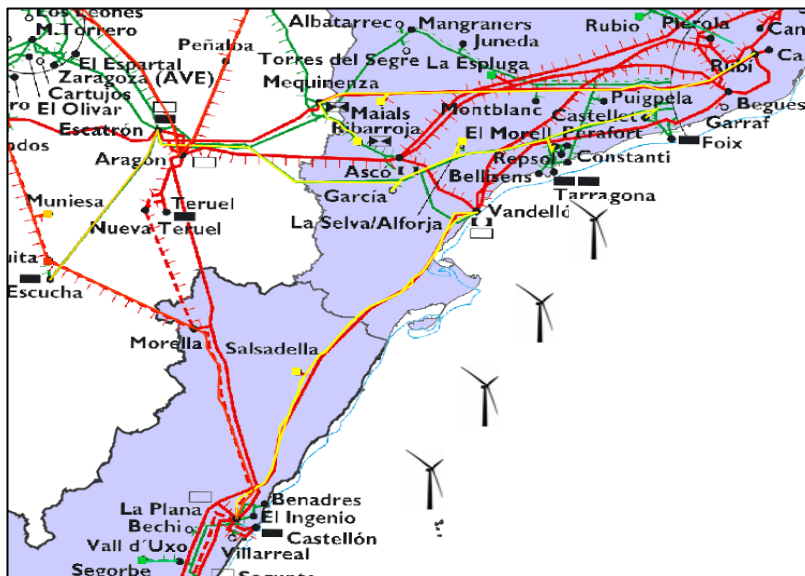 Los Leones
M.Torrero
El Espartal
Zaragoza (AVE)
Cartujos
El Olivar
Escatrón
Peñalba
Albatarrec
Mangraners
Juneda
Torres del Segre
La Espluga
Mequinenza
Rubio
Pierola
Rubi
Maials
Ribarroja
Montblanc
Puigpela
Castellet
Begues
Garraf
El Morell
Perafort
Foix
Repsol
Constanti
Bellisens
Tarragona
Aragón
Ascó
García
La Selva/Alforja
Vandelló
Muniesa
Teruel
Nueva Teruel
Escucha
Morella
Salsadella
La Plana
Benadres
Bechi
El Ingenio
Castellón
Vall d´Uxo
Villarreal
Segorbe